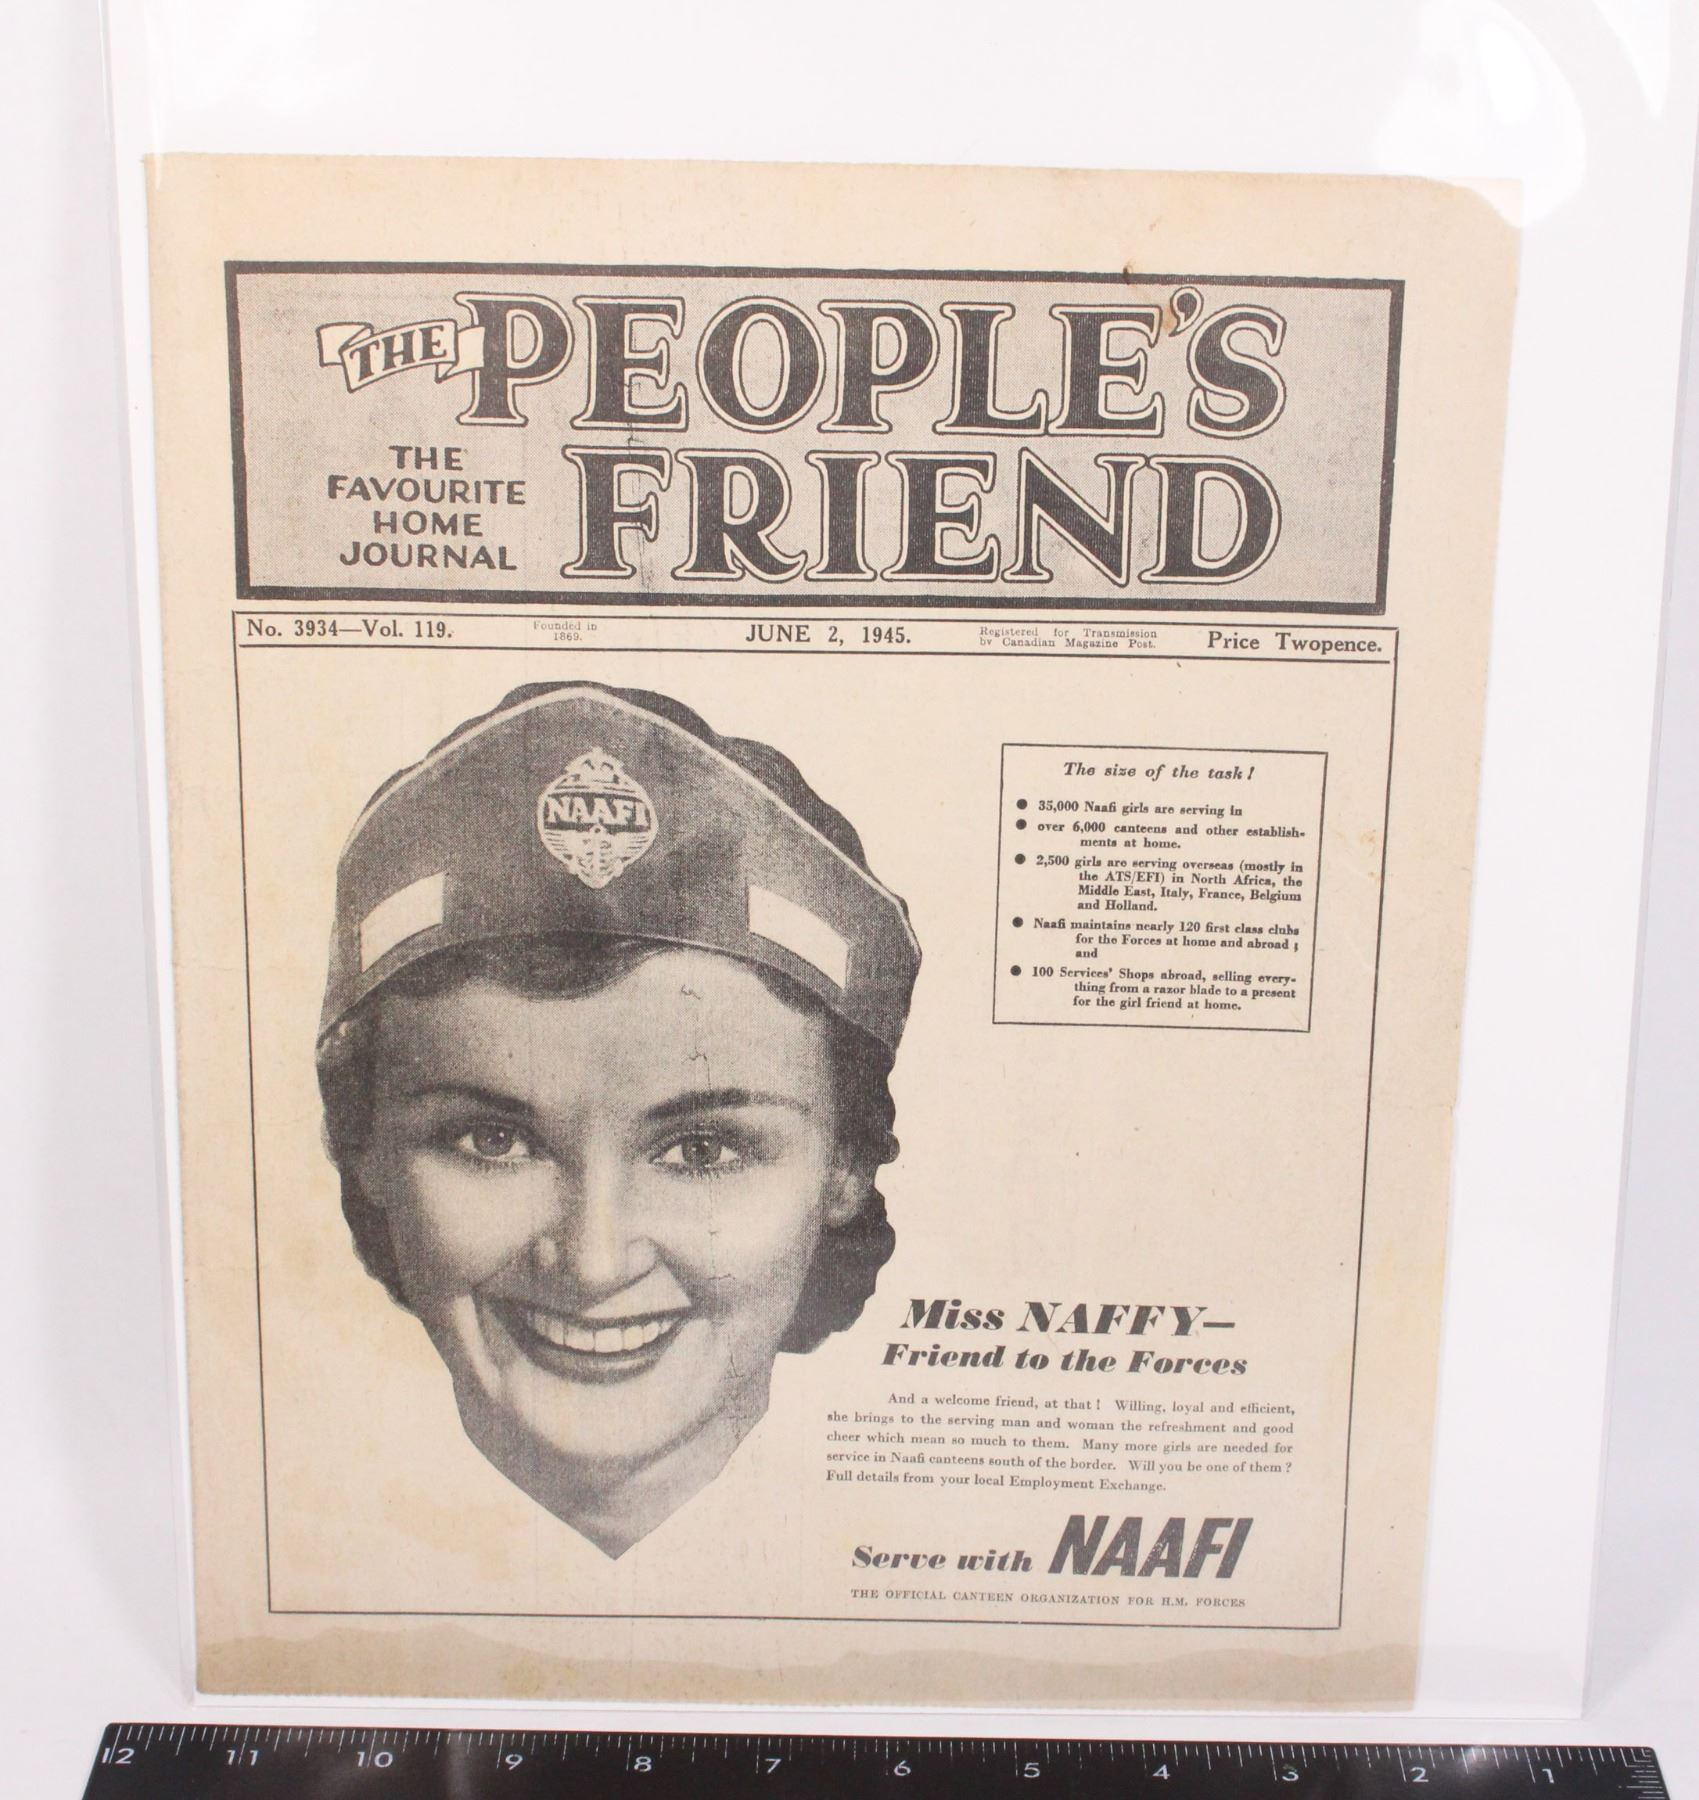 THE PEOPLE'S
FRIEND
THE
FAVOURITE
HOME
JOURNAL
No. 3934—Vol. 119.
Founded in
1869.
JUNE 2, 1945.
Registered for Transmission
by Canadian Magazine Post.
Price Twopence.
NAAFI
The size of the task!
● 35,000 Naafi girls are serving in
● over 6,000 canteens and other establish-
ments at home.
● 2,500 girls are serving overseas (mostly in
the ATS/EFI) in North Africa, the
Middle East, Italy, France, Belgium
and Holland.
● Naafi maintains nearly 120 first class clubs
for the Forces at home and abroad;
and
● 100 Services' Shops abroad, selling every-
thing from a razor blade to a present
for the girl friend at home.
Miss NAFFY—
Friend to the Forces
And a welcome friend, at that! Willing, loyal and efficient,
she brings to the serving man and woman the refreshment and good
cheer which mean so much to them. Many more girls are needed for
service in Naafi canteens south of the border. Will you be one of them?
Full details from your local Employment Exchange.
Serve with NAAFI
THE OFFICIAL CANTEEN ORGANIZATION FOR H.M. FORCES
12 11 10 9 8 7 6 5 4 3 2 1